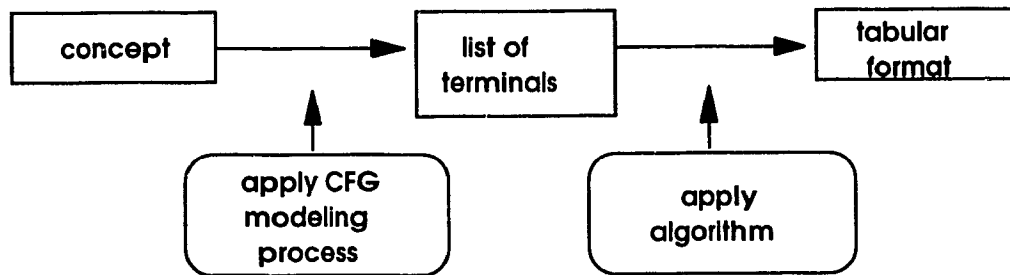 concept
list of
terminals
tabular
format
apply CFG
modeling
process
apply
algorithm